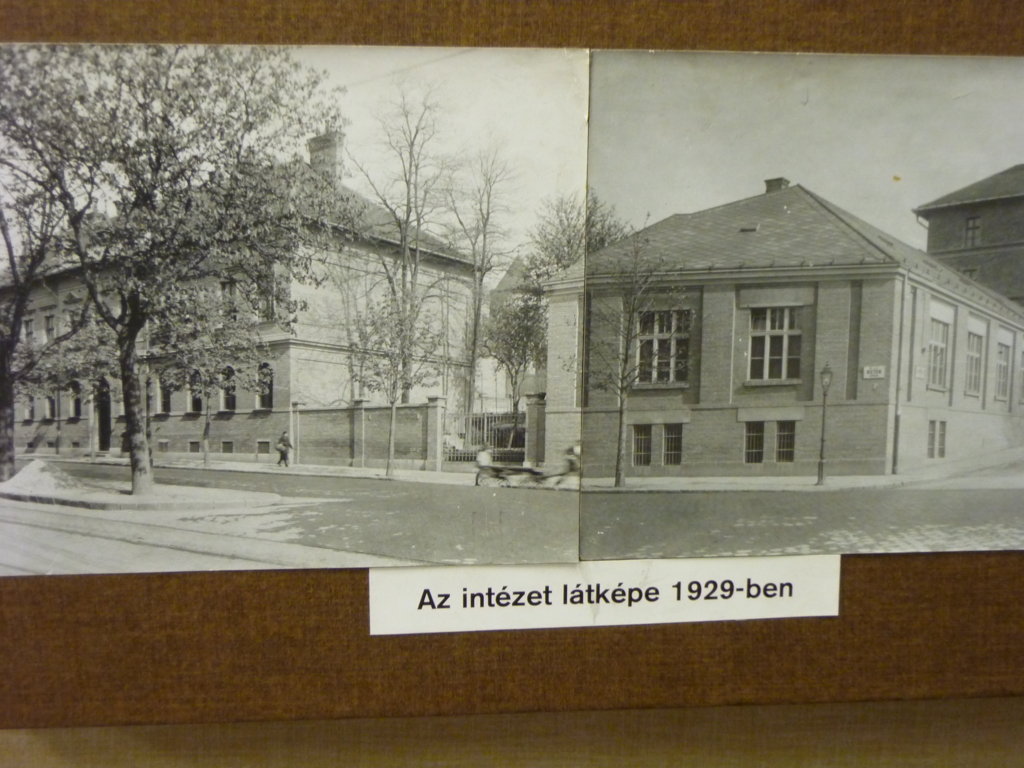 Az intézet látképe 1929-ben